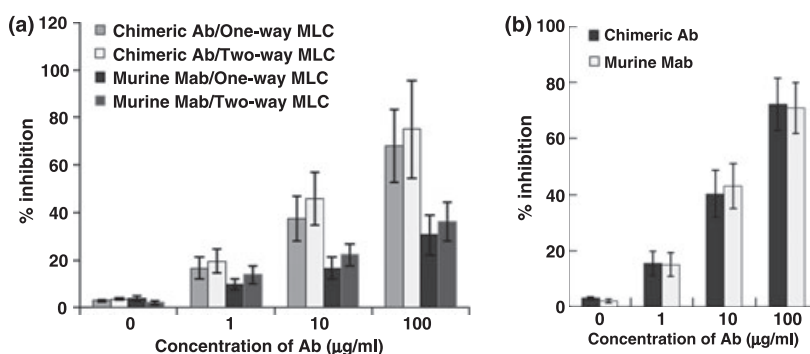 (a)
120
100
80
60
40
20
0
% inhibition
Chimeric Ab/One-way MLC
Chimeric Ab/Two-way MLC
Murine Mab/One-way MLC
Murine Mab/Two-way MLC
0 1 10 100
Concentration of Ab (µg/ml)
(b)
100
80
60
40
20
0
% inhibition
Chimeric Ab
Murine Mab
0 1 10 100
Concentration of Ab (µg/ml)